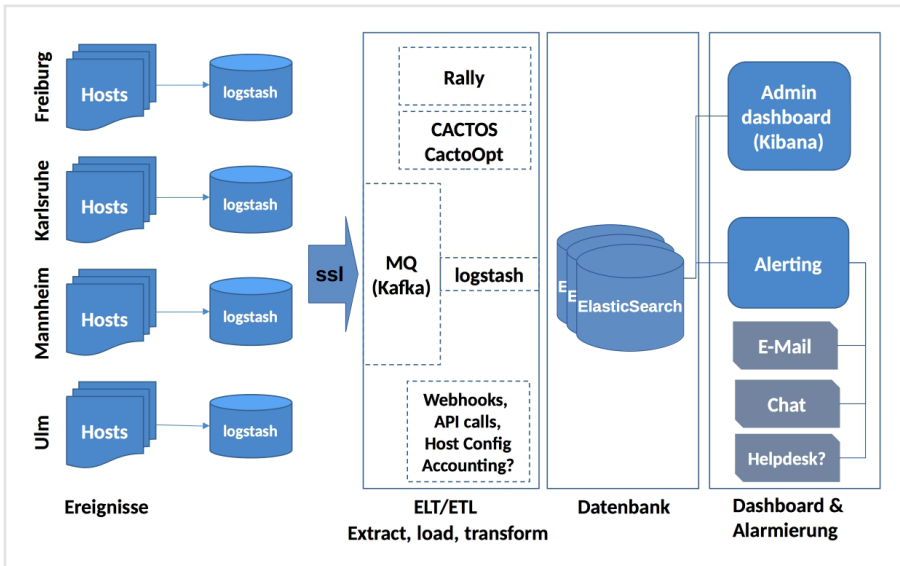 Freiburg
Hosts
logstash
Karlsruhe
Hosts
logstash
Mannheim
Hosts
logstash
Ulm
Hosts
logstash
Ereignisse
ssl
Rally
CACTOS
CactoOpt
MQ
(Kafka)
logstash
Webhooks,
API calls,
Host Config
Accounting?
ELT/ETL
Extract, load, transform
E
E
ElasticSearch
Datenbank
Admin
dashboard
(Kibana)
Alerting
E-Mail
Chat
Helpdesk?
Dashboard &
Alarmierung